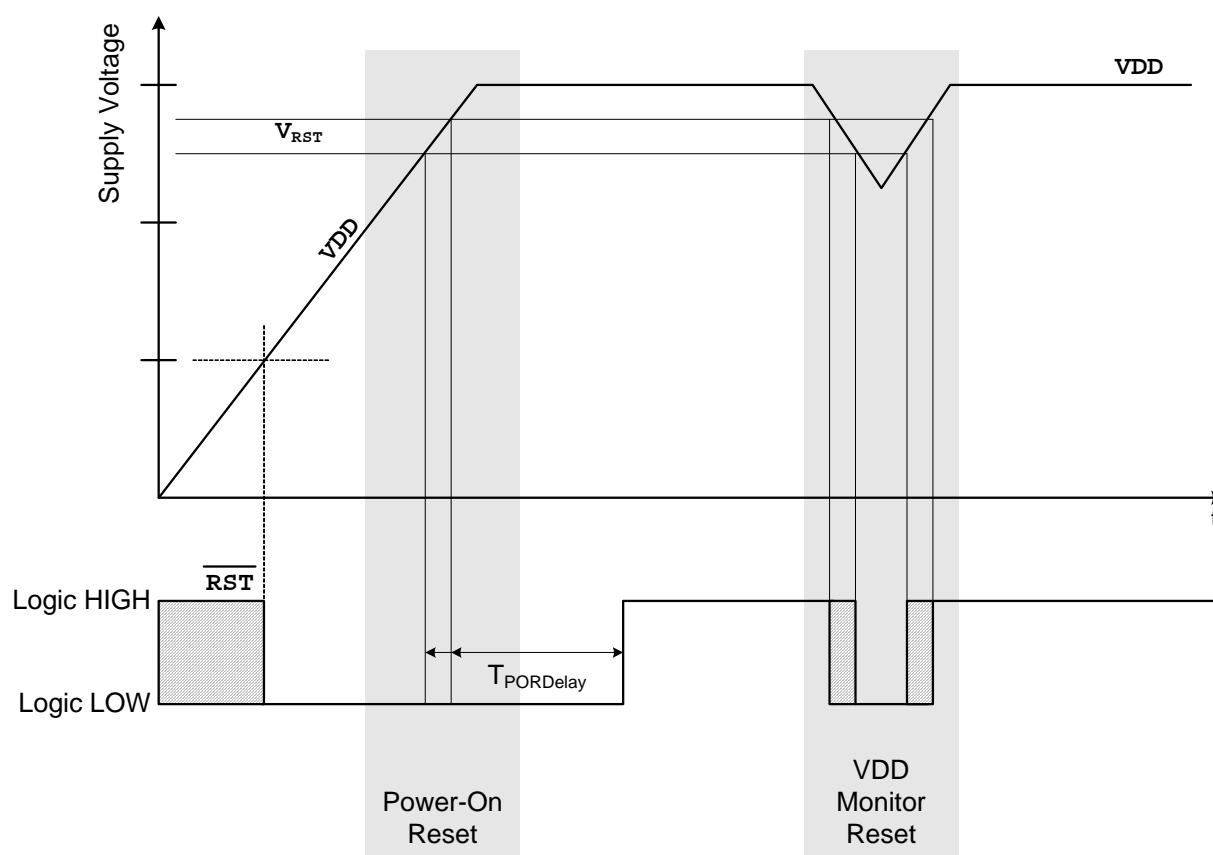 Supply Voltage
VDD
V_RST
VDD
t
RST
Logic HIGH
T_PORDelay
Logic LOW
Power-On
Reset
VDD
Monitor
Reset